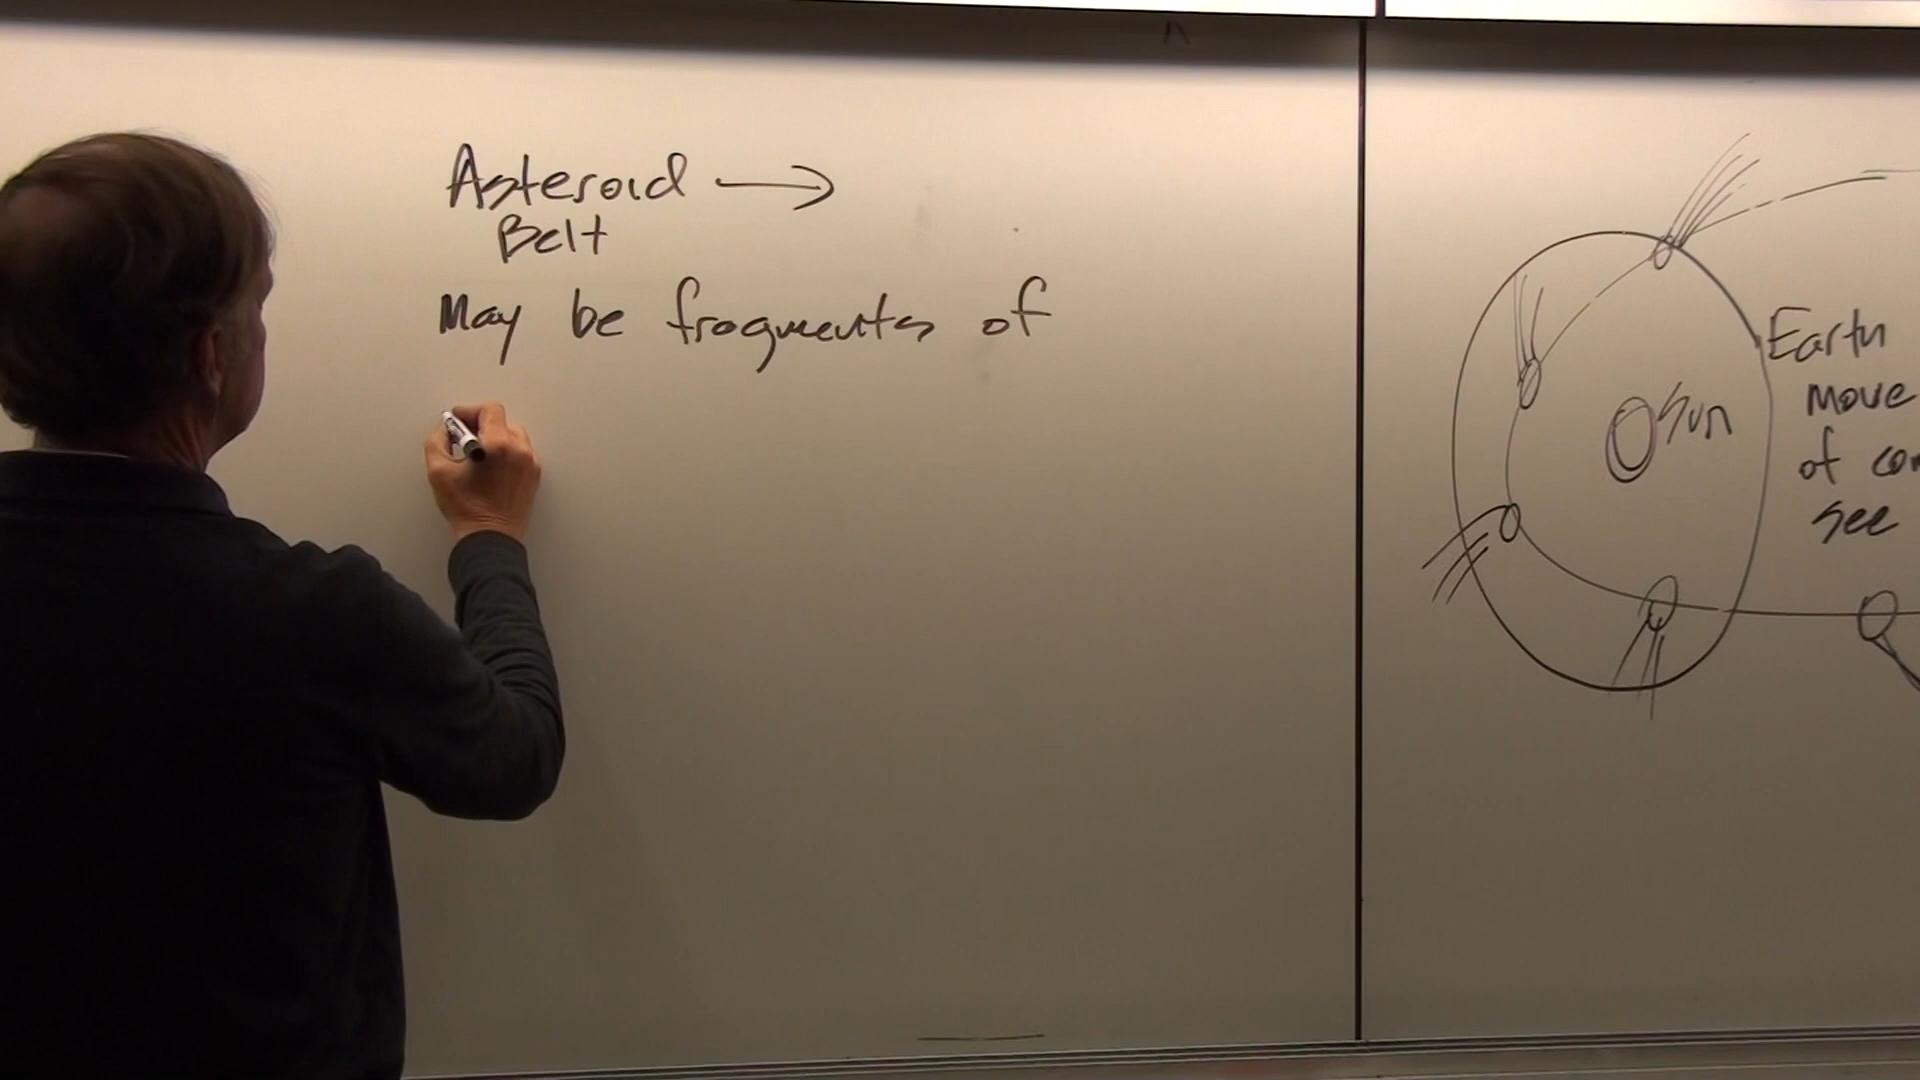 Asteroid →
Belt
May be fragments of
Sun
Earth
move
of
see